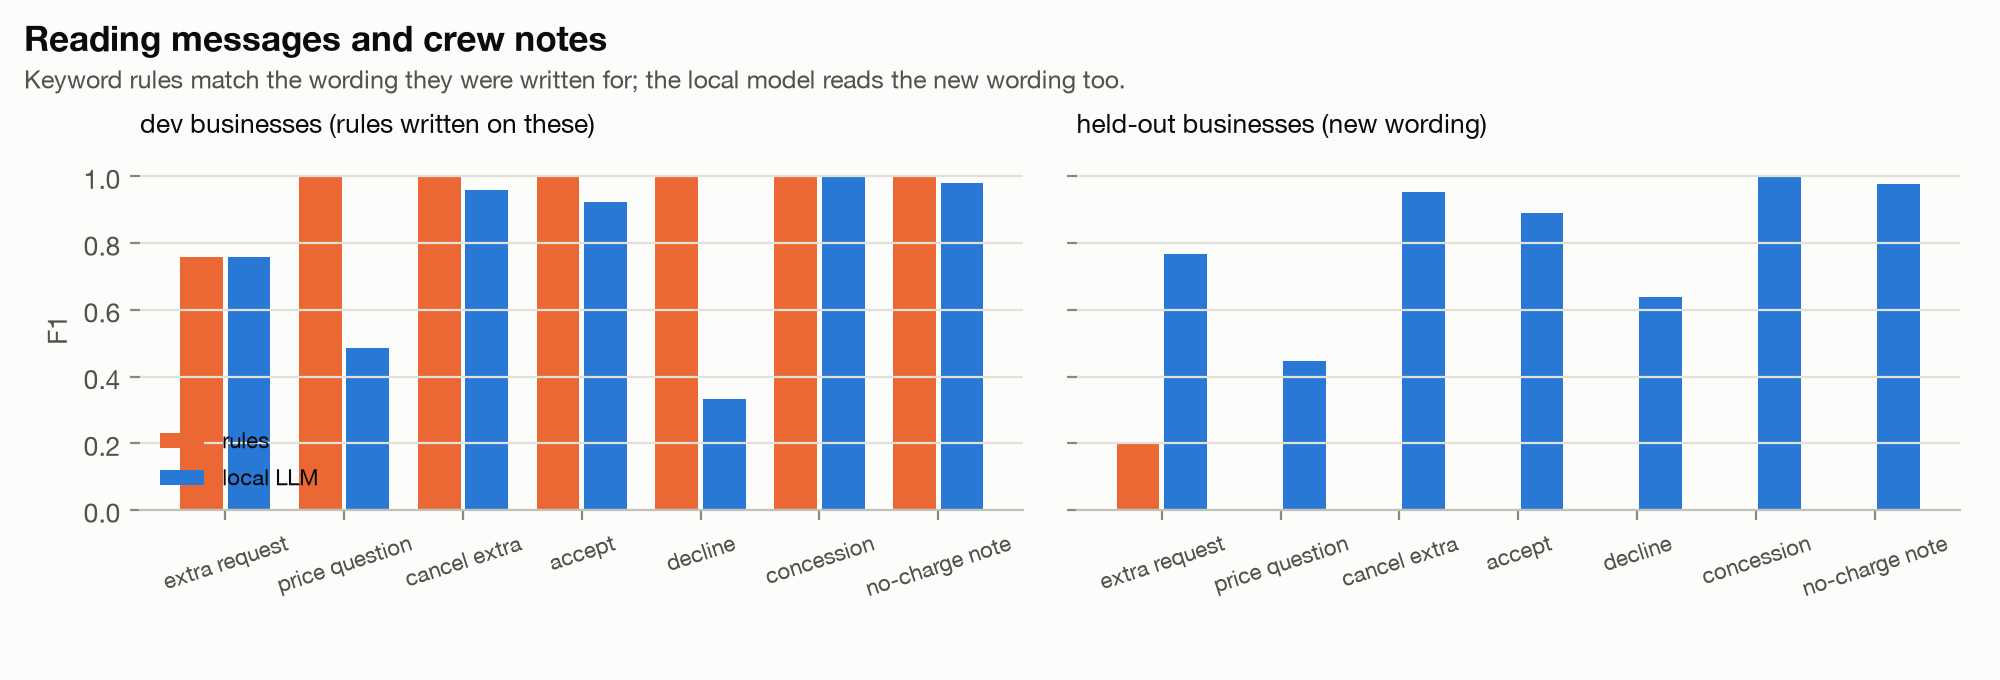 Reading messages and crew notes
Keyword rules match the wording they were written for; the local model reads the new wording too.
dev businesses (rules written on these)
held-out businesses (new wording)
F1
1.0
0.8
0.6
0.4
0.2
0.0
rules
local LLM
extra request
price question
cancel extra
accept
decline
concession
no-charge note
extra request
price question
cancel extra
accept
decline
concession
no-charge note